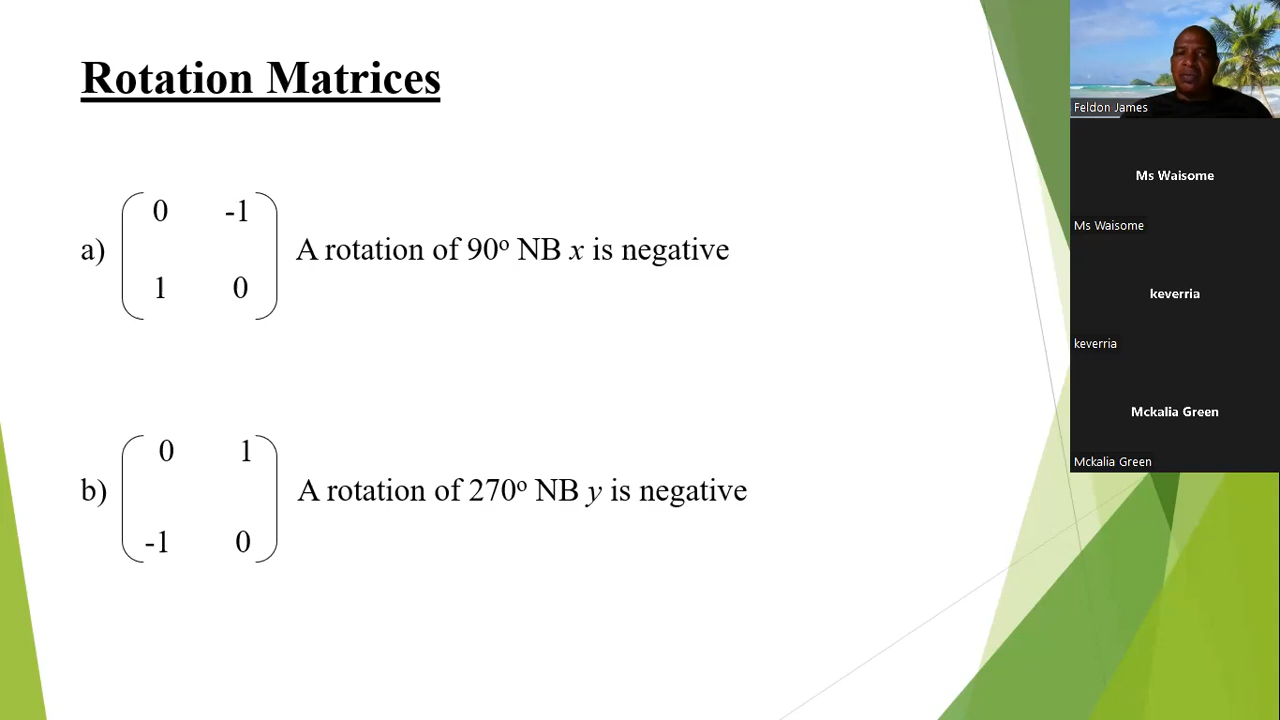 Rotation Matrices
0 -1
a) A rotation of 90º NB x is negative
1 0
0 1
b) A rotation of 270º NB y is negative
-1 0
Feldon James
Ms Waisome
Ms Waisome
keverria
keverria
Mckalia Green
Mckalia Green